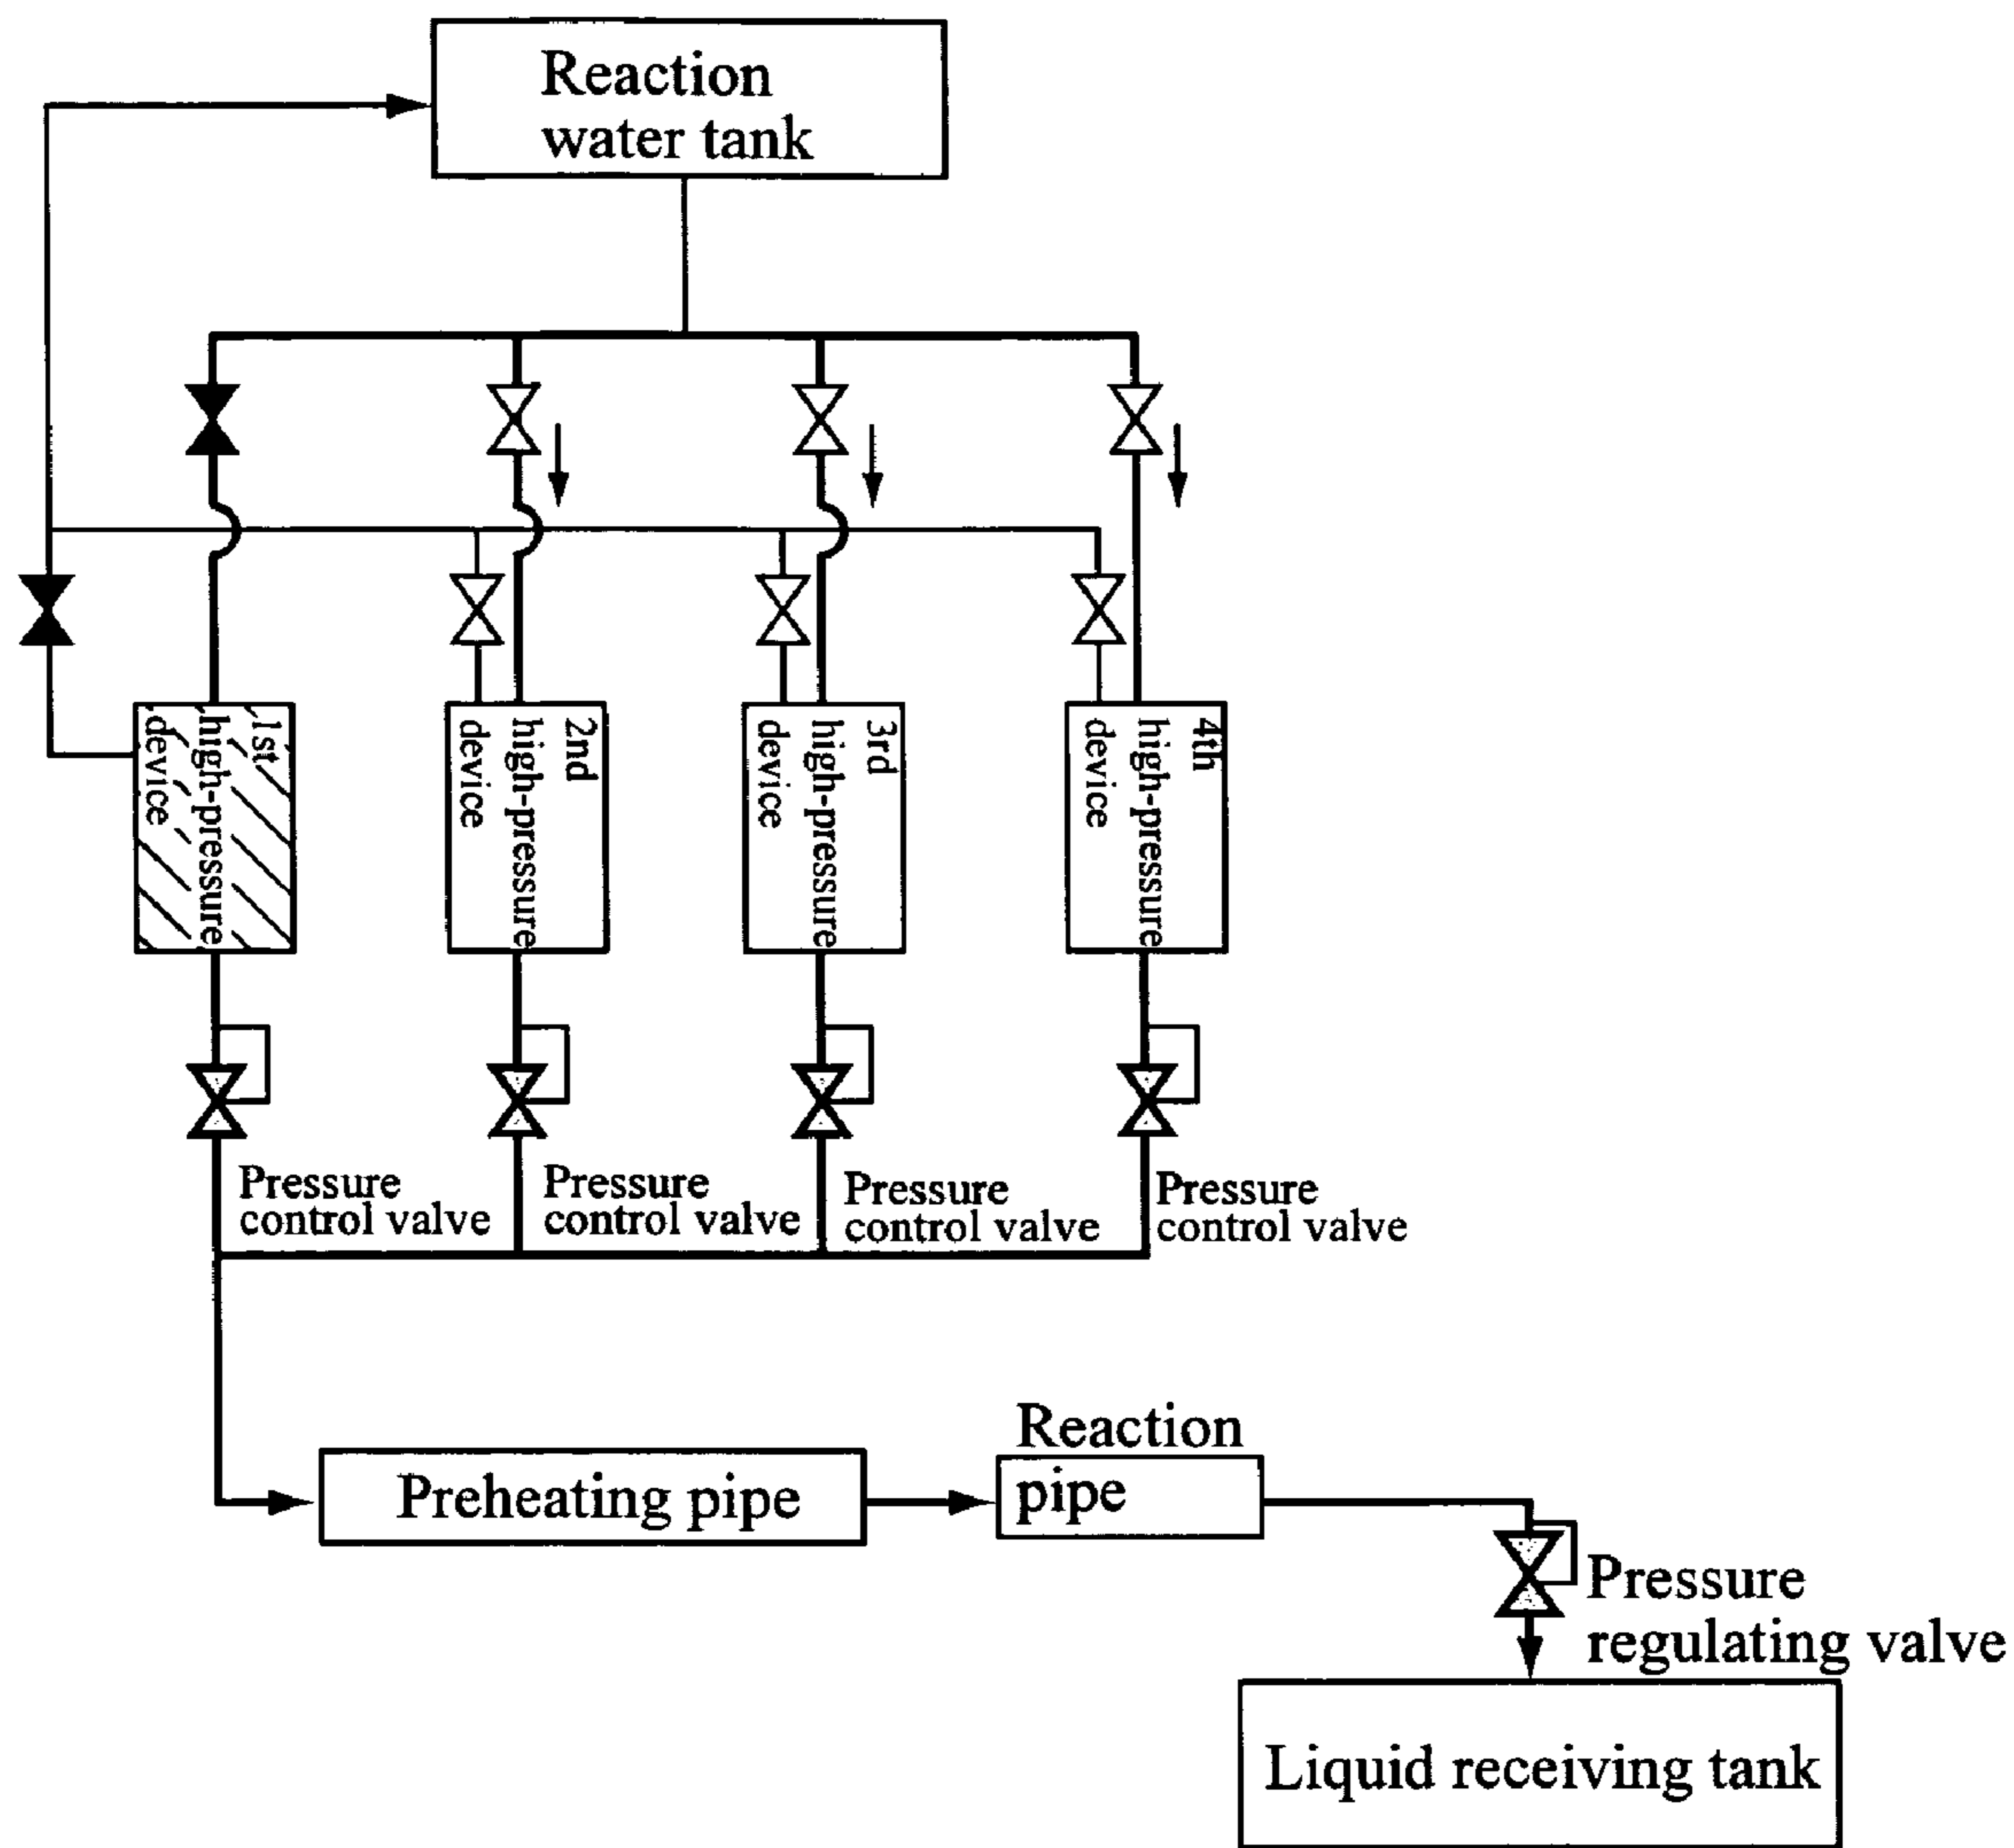 Reaction
water tank
1st
high-pressure
device
2nd
high-pressure
device
3rd
high-pressure
device
4th
high-pressure
device
Pressure
control valve
Pressure
control valve
Pressure
control valve
Pressure
control valve
Preheating pipe
Reaction
pipe
Pressure
regulating valve
Liquid receiving tank